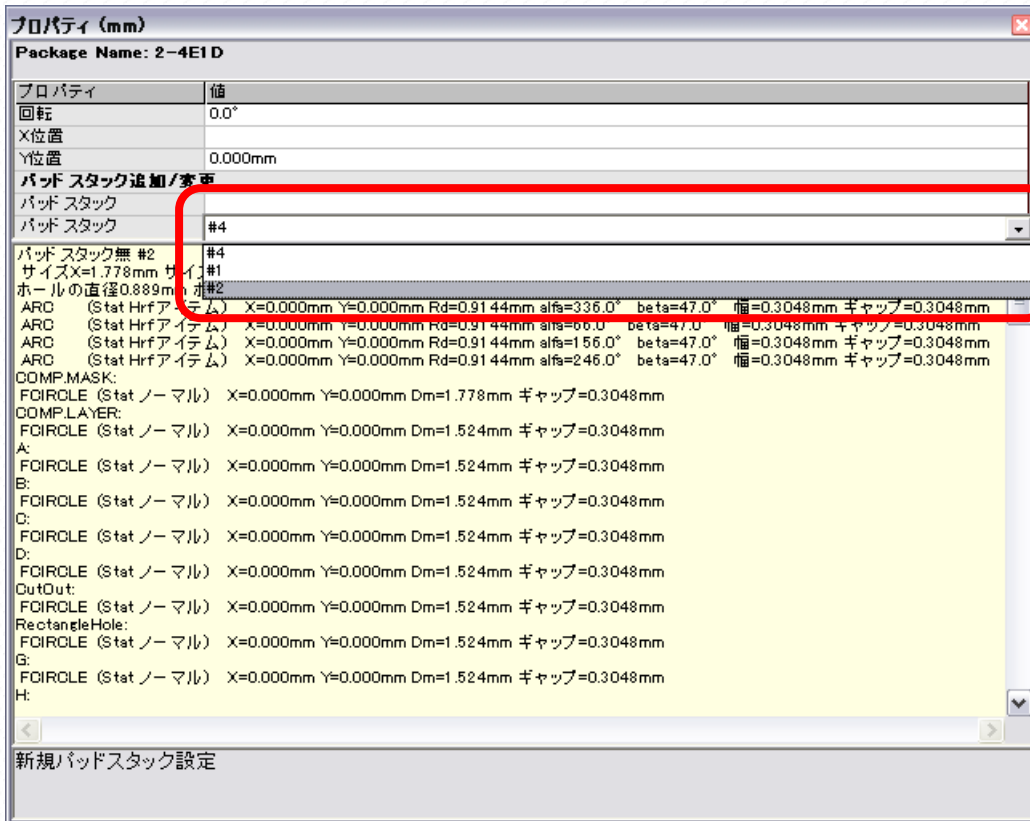 プロパティ (mm)
Package Name: 2-4E1D
プロパティ 値
回転 0.0°
X位置
Y位置 0.000mm
パッド スタック追加/変更
パッド スタック
パッド スタック #4
#4
#1
#2
パッド スタック無 #2
サイズX=1.778mm サイズ
ホールの直径0.889mm
ARC (Stat Hrfアイテム) X=0.000mm Y=0.000mm Rd=0.9144mm alfa=336.0° beta=47.0° 幅=0.3048mm ギャップ=0.3048mm
ARC (Stat Hrfアイテム) X=0.000mm Y=0.000mm Rd=0.9144mm alfa=66.0° beta=47.0° 幅=0.3048mm ギャップ=0.3048mm
ARC (Stat Hrfアイテム) X=0.000mm Y=0.000mm Rd=0.9144mm alfa=156.0° beta=47.0° 幅=0.3048mm ギャップ=0.3048mm
ARC (Stat Hrfアイテム) X=0.000mm Y=0.000mm Rd=0.9144mm alfa=246.0° beta=47.0° 幅=0.3048mm ギャップ=0.3048mm
COMP.MASK:
FCIRCLE (Stat ノーマル) X=0.000mm Y=0.000mm Dm=1.778mm ギャップ=0.3048mm
COMP.LAYER:
FCIRCLE (Stat ノーマル) X=0.000mm Y=0.000mm Dm=1.524mm ギャップ=0.3048mm
A:
FCIRCLE (Stat ノーマル) X=0.000mm Y=0.000mm Dm=1.524mm ギャップ=0.3048mm
B:
FCIRCLE (Stat ノーマル) X=0.000mm Y=0.000mm Dm=1.524mm ギャップ=0.3048mm
C:
FCIRCLE (Stat ノーマル) X=0.000mm Y=0.000mm Dm=1.524mm ギャップ=0.3048mm
D:
FCIRCLE (Stat ノーマル) X=0.000mm Y=0.000mm Dm=1.524mm ギャップ=0.3048mm
CutOut:
FCIRCLE (Stat ノーマル) X=0.000mm Y=0.000mm Dm=1.524mm ギャップ=0.3048mm
RectangleHole:
FCIRCLE (Stat ノーマル) X=0.000mm Y=0.000mm Dm=1.524mm ギャップ=0.3048mm
G:
FCIRCLE (Stat ノーマル) X=0.000mm Y=0.000mm Dm=1.524mm ギャップ=0.3048mm
H:
新規パッドスタック設定